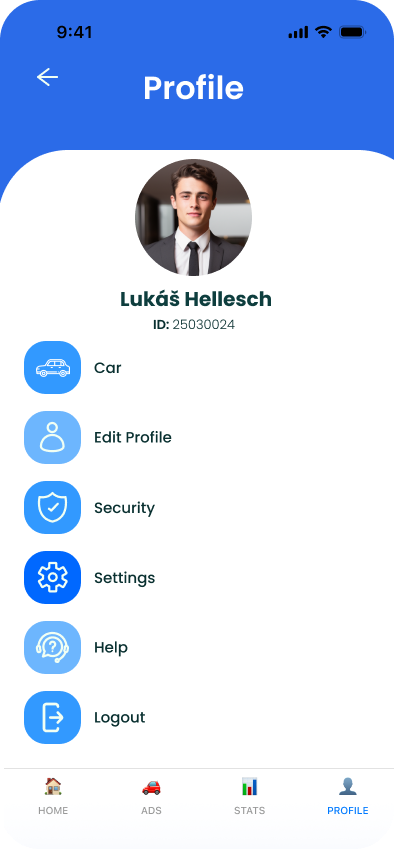 9:41
Profile
Lukáš Hellesch
ID: 25030024
Car
Edit Profile
Security
Settings
Help
Logout
HOME ADS STATS PROFILE